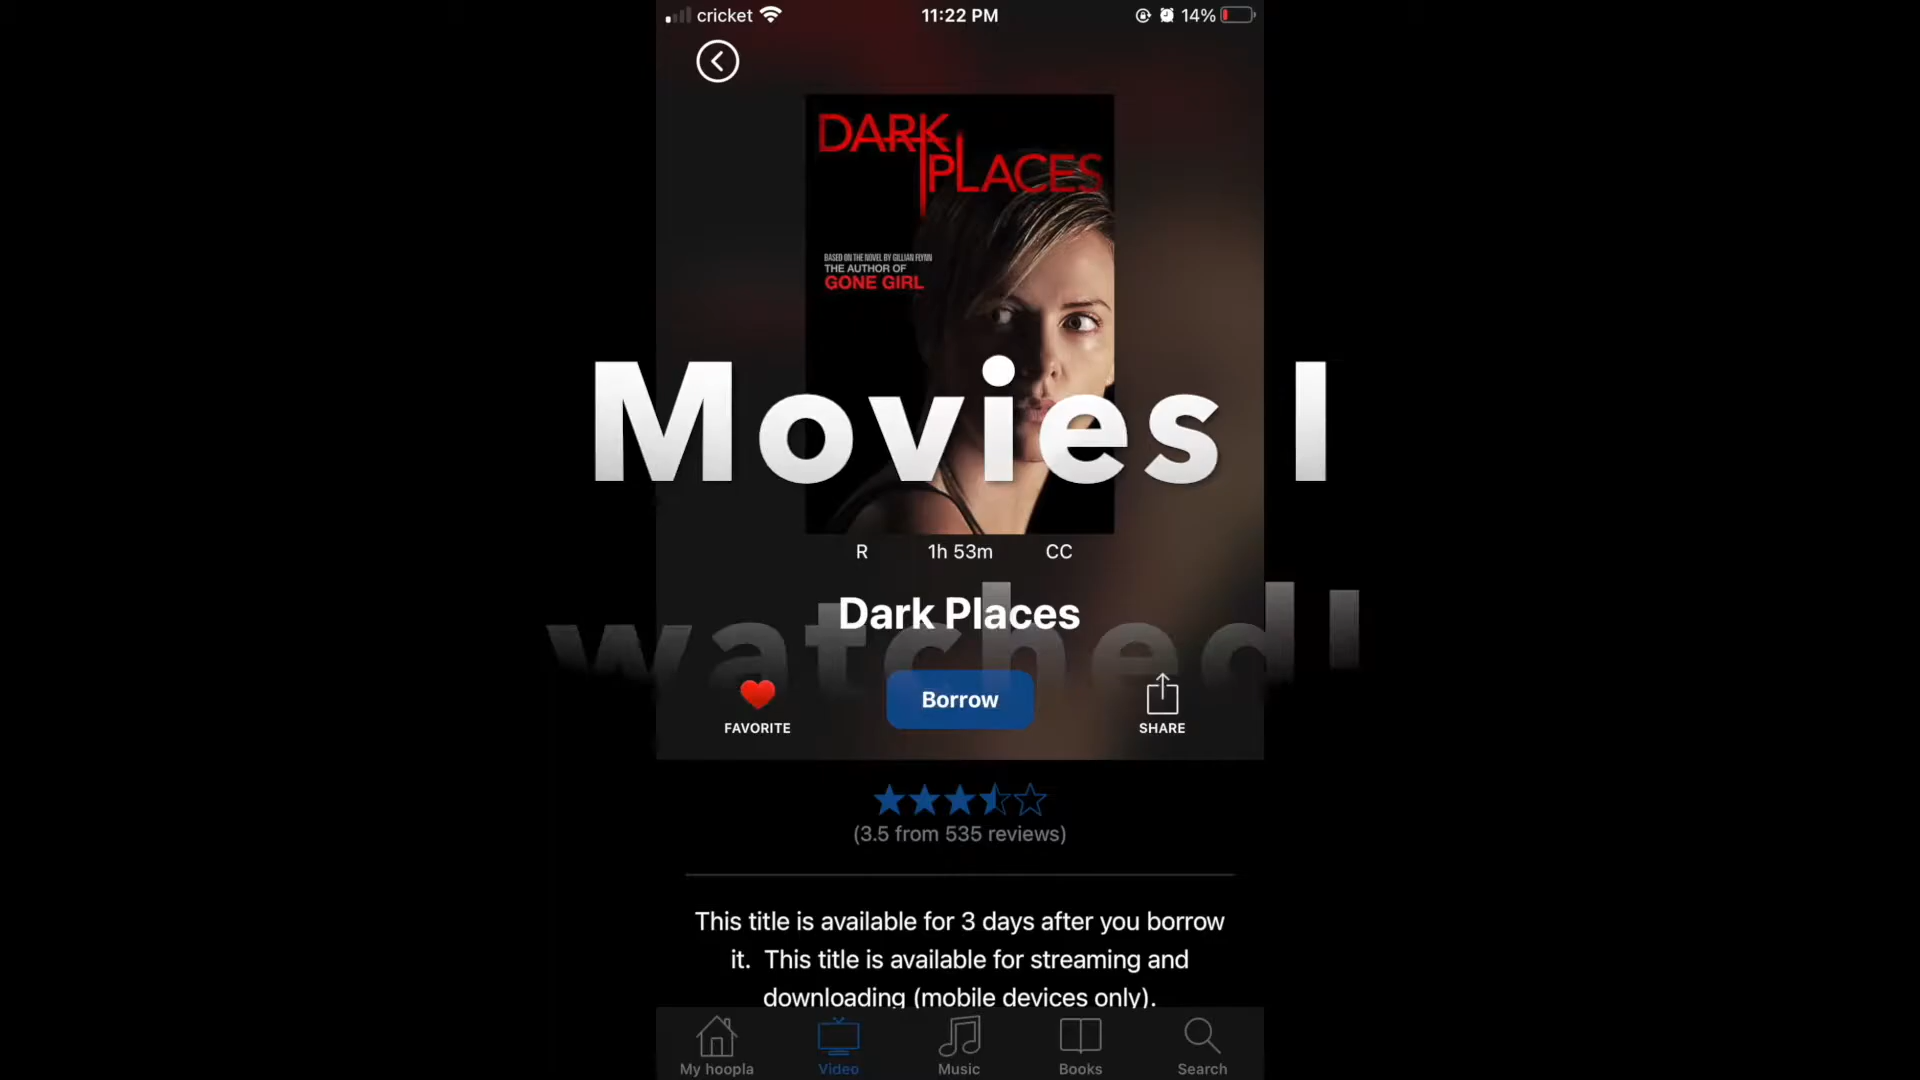 cricket 11:22 PM 14%
DARK
PLACES
BASED ON THE NOVEL BY GILLIAN FLYNN
THE AUTHOR OF
GONE GIRL
Movies I
R 1h 53m CC
Dark Places
watched!
Borrow
FAVORITE SHARE
(3.5 from 535 reviews)
This title is available for 3 days after you borrow
it. This title is available for streaming and
downloading (mobile devices only).
My hoopla Video Music Books Search